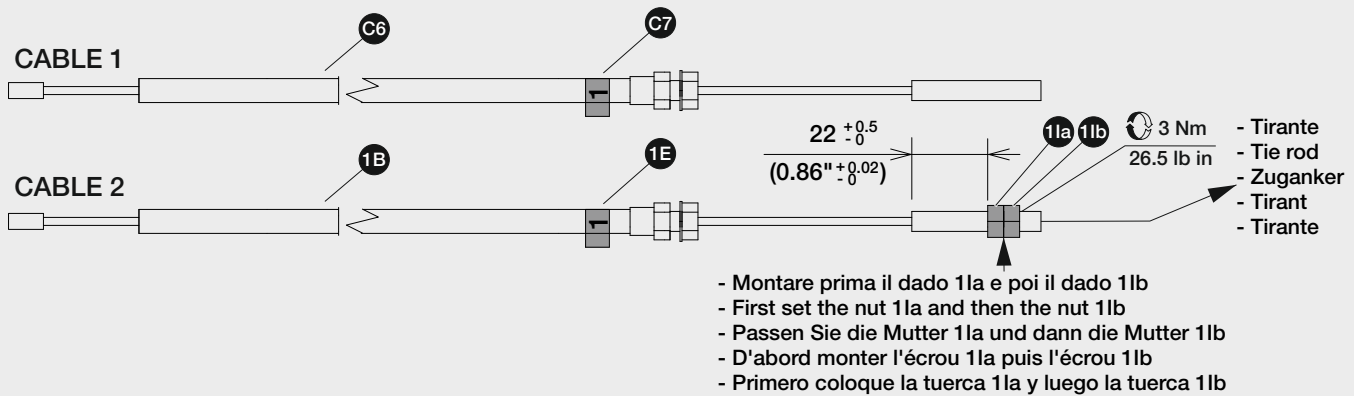 C6
C7
CABLE 1
1
22 +0.5 -0
(0.86" +0.02 -0)
1Ia 1Ib
3 Nm
26.5 lb in
- Tirante
- Tie rod
- Zuganker
- Tirant
- Tirante
1B
1E
CABLE 2
1
- Montare prima il dado 1Ia e poi il dado 1Ib
- First set the nut 1Ia and then the nut 1Ib
- Passen Sie die Mutter 1Ia und dann die Mutter 1Ib
- D'abord monter l'écrou 1Ia puis l'écrou 1Ib
- Primero coloque la tuerca 1Ia y luego la tuerca 1Ib